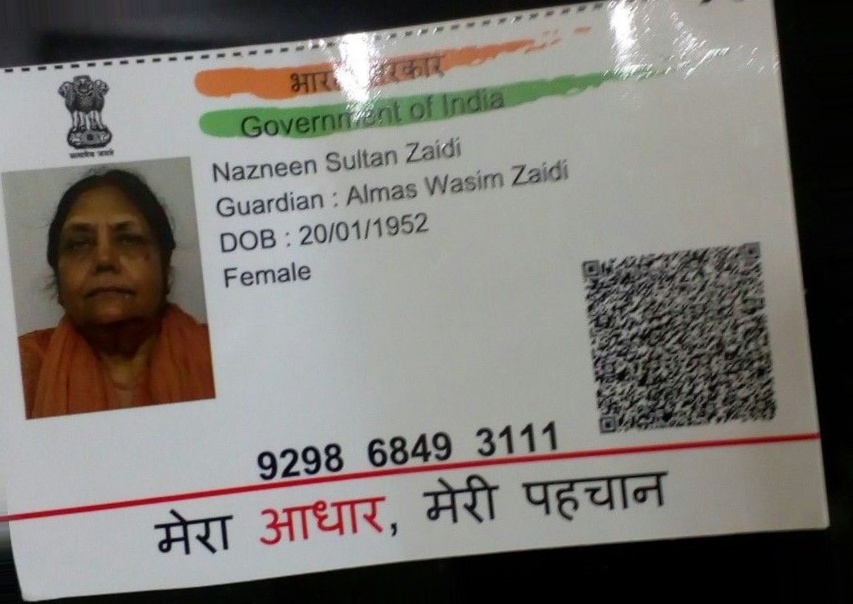 भारत सरकार
Government of India
सत्यमेव जयते
Nazneen Sultan Zaidi
Guardian : Almas Wasim Zaidi
DOB : 20/01/1952
Female
9298 6849 3111
मेरा आधार, मेरी पहचान